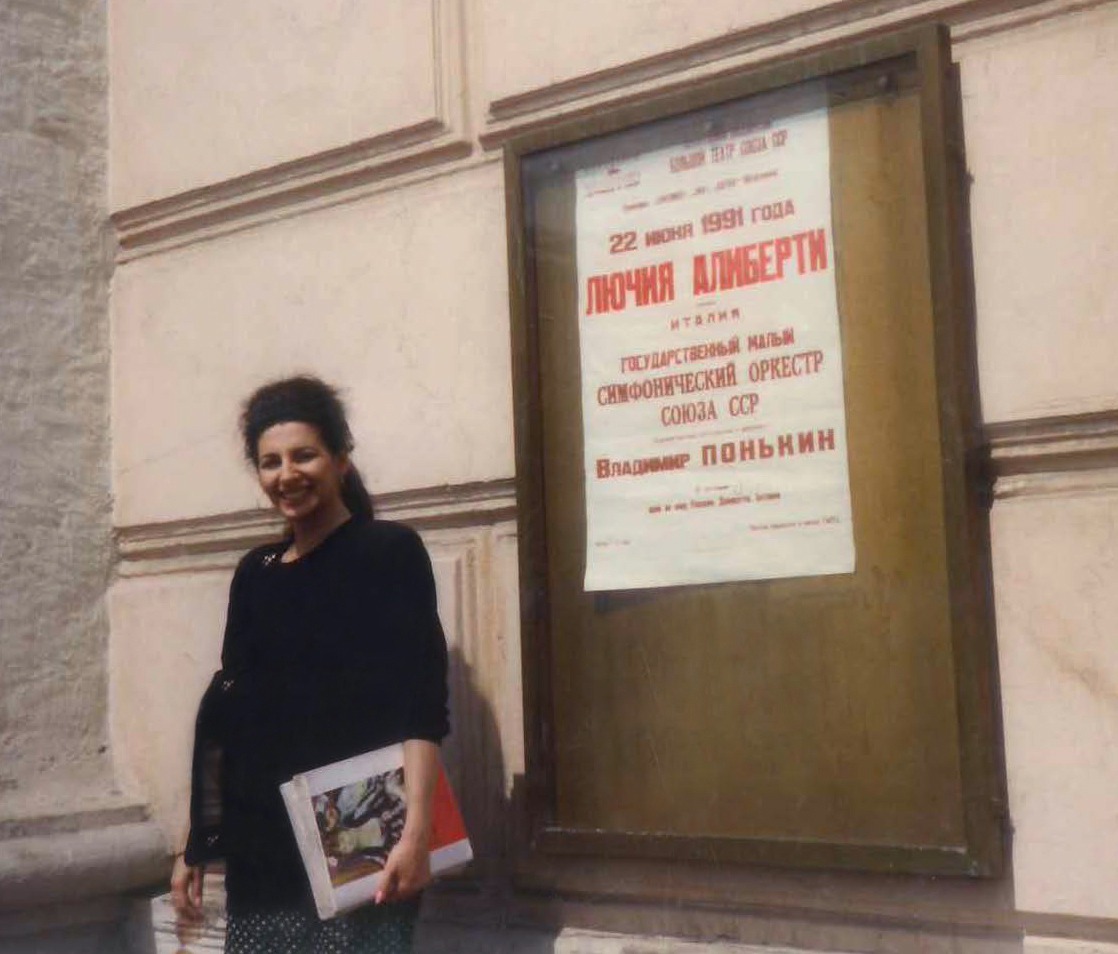 БОЛЬШОЙ ТЕАТР СОЮЗА ССР
22 ИЮНЯ 1991 ГОДА
ЛЮЧИЯ АЛИБЕРТИ
ИТАЛИЯ
ГОСУДАРСТВЕННЫЙ МАЛЫЙ
СИМФОНИЧЕСКИЙ ОРКЕСТР
СОЮЗА ССР
ВЛАДИМИР ПОНЬКИН